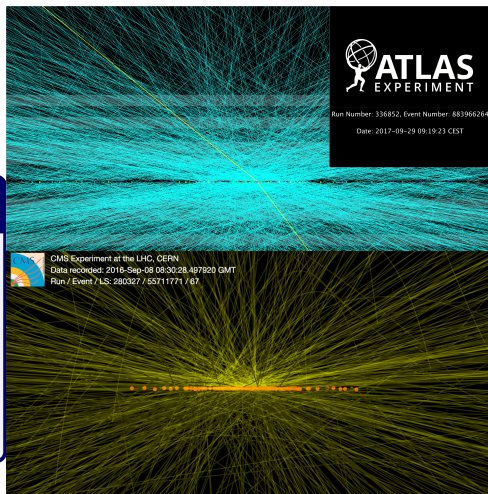 ATLAS
EXPERIMENT
Run Number: 336852, Event Number: 883966264
Date: 2017-09-29 09:19:23 CEST
CMS
CMS Experiment at the LHC, CERN
Data recorded: 2016-Sep-08 08:30:28.497920 GMT
Run / Event / LS: 280327 / 55711771 / 67